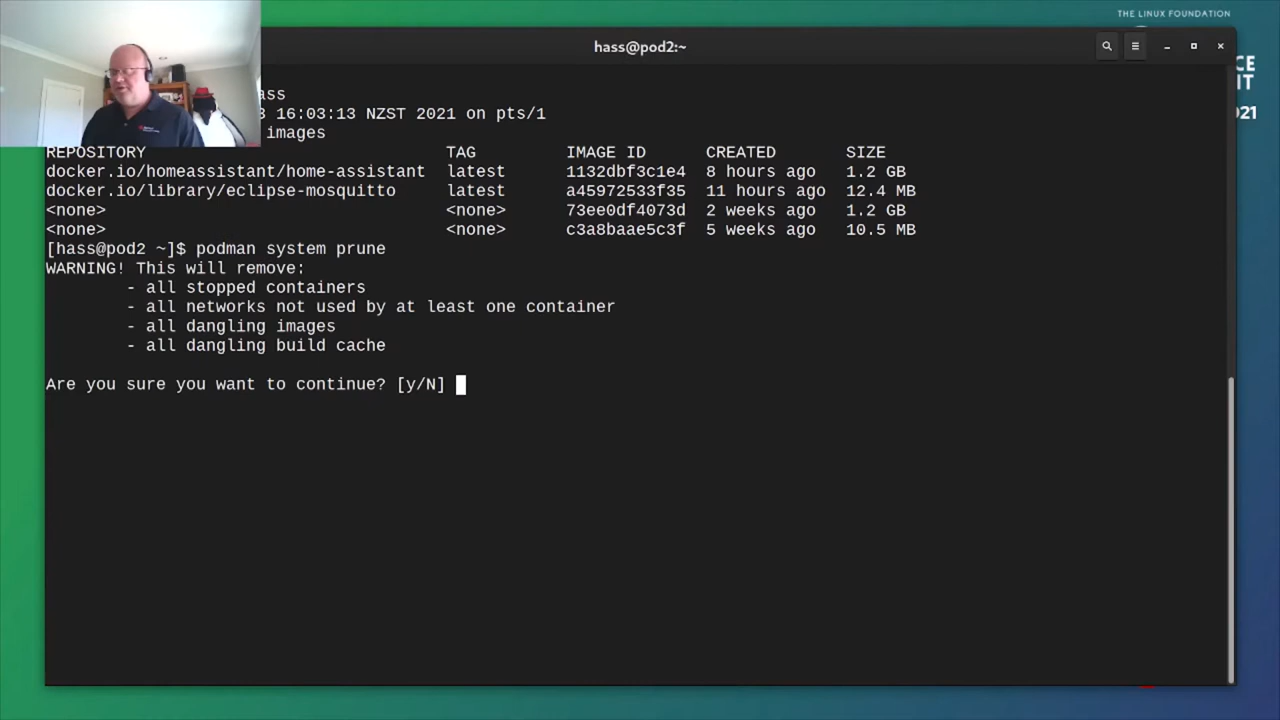 THE LINUX FOUNDATION
hass@pod2:~
CE
IT
2021
ass
16:03:13 NZST 2021 on pts/1
images
REPOSITORY TAG IMAGE ID CREATED SIZE
docker.io/homeassistant/home-assistant latest 1132dbf3c1e4 8 hours ago 1.2 GB
docker.io/library/eclipse-mosquitto latest a45972533f35 11 hours ago 12.4 MB
<none> <none> 73ee0df4073d 2 weeks ago 1.2 GB
<none> <none> c3a8baae5c3f 5 weeks ago 10.5 MB
[hass@pod2 ~]$ podman system prune
WARNING! This will remove:
- all stopped containers
- all networks not used by at least one container
- all dangling images
- all dangling build cache
Are you sure you want to continue? [y/N]